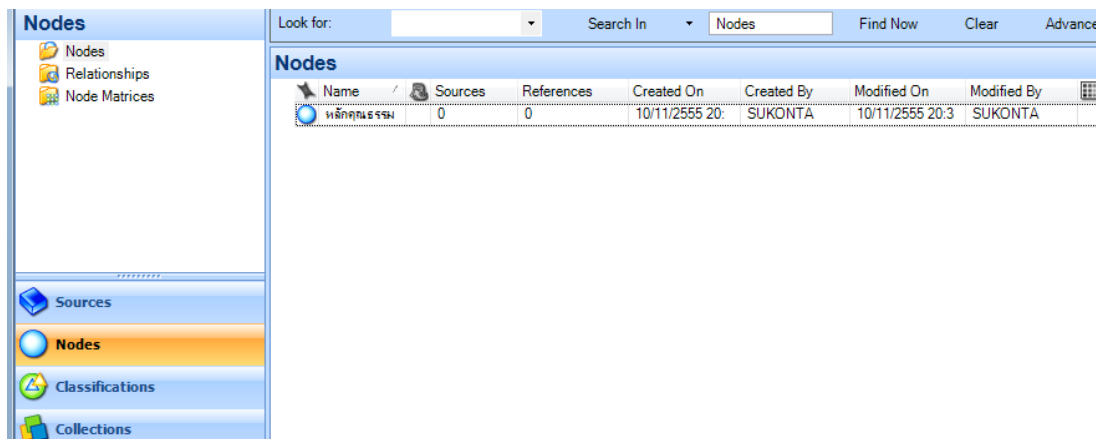 Nodes
Nodes
Relationships
Node Matrices
Sources
Nodes
Classifications
Collections
Look for: Search In Nodes Find Now Clear Advance
Nodes
Name Sources References Created On Created By Modified On Modified By
หลักคุณธรรม 0 0 10/11/2555 20: SUKONTA 10/11/2555 20:3 SUKONTA